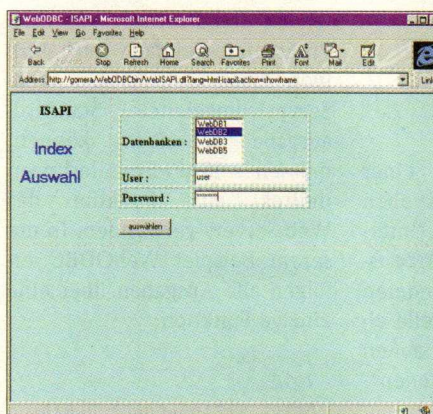 WebODBC - ISAPI - Microsoft Internet Explorer
File Edit View Go Favorites Help
Back Stop Refresh Home Search Favorites Print Font Mail Edit
Address http://gomera/WebODBCbin/WebISAPI.dll?lang=html-isapi&action=showframe Link
ISAPI
Index
Auswahl
Datenbanken :
WebDB1
WebDB2
WebDB3
WebDB5
User : user
Password : *******
auswählen